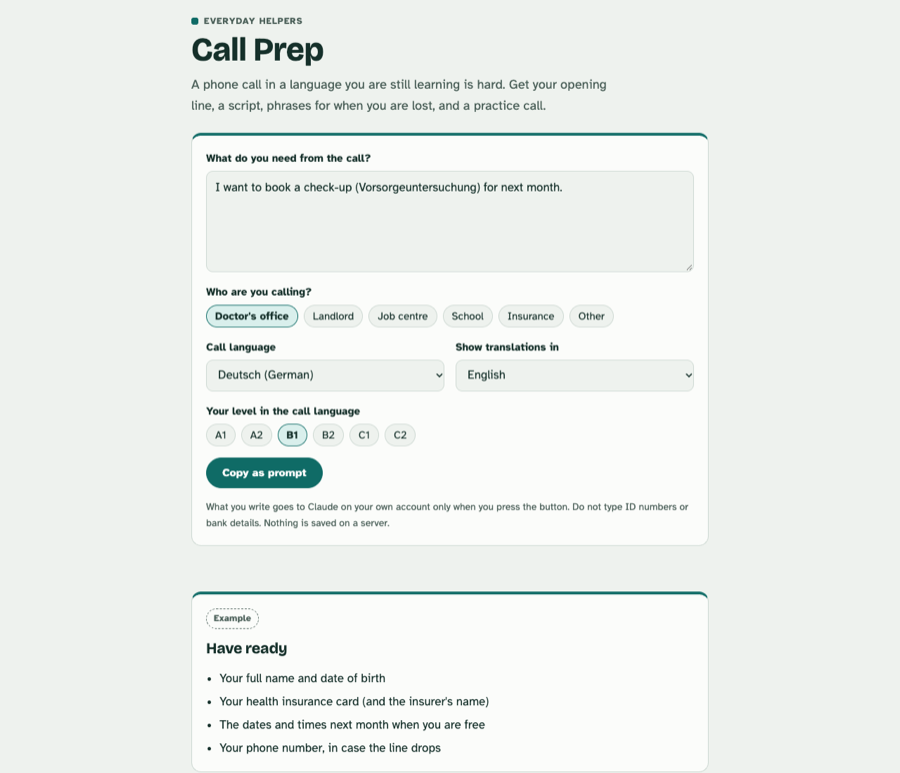 EVERYDAY HELPERS
Call Prep
A phone call in a language you are still learning is hard. Get your opening
line, a script, phrases for when you are lost, and a practice call.
What do you need from the call?
I want to book a check-up (Vorsorgeuntersuchung) for next month.
Who are you calling?
Doctor's office Landlord Job centre School Insurance Other
Call language Show translations in
Deutsch (German) English
Your level in the call language
A1 A2 B1 B2 C1 C2
Copy as prompt
What you write goes to Claude on your own account only when you press the button. Do not type ID numbers or
bank details. Nothing is saved on a server.
Example
Have ready
• Your full name and date of birth
• Your health insurance card (and the insurer's name)
• The dates and times next month when you are free
• Your phone number, in case the line drops